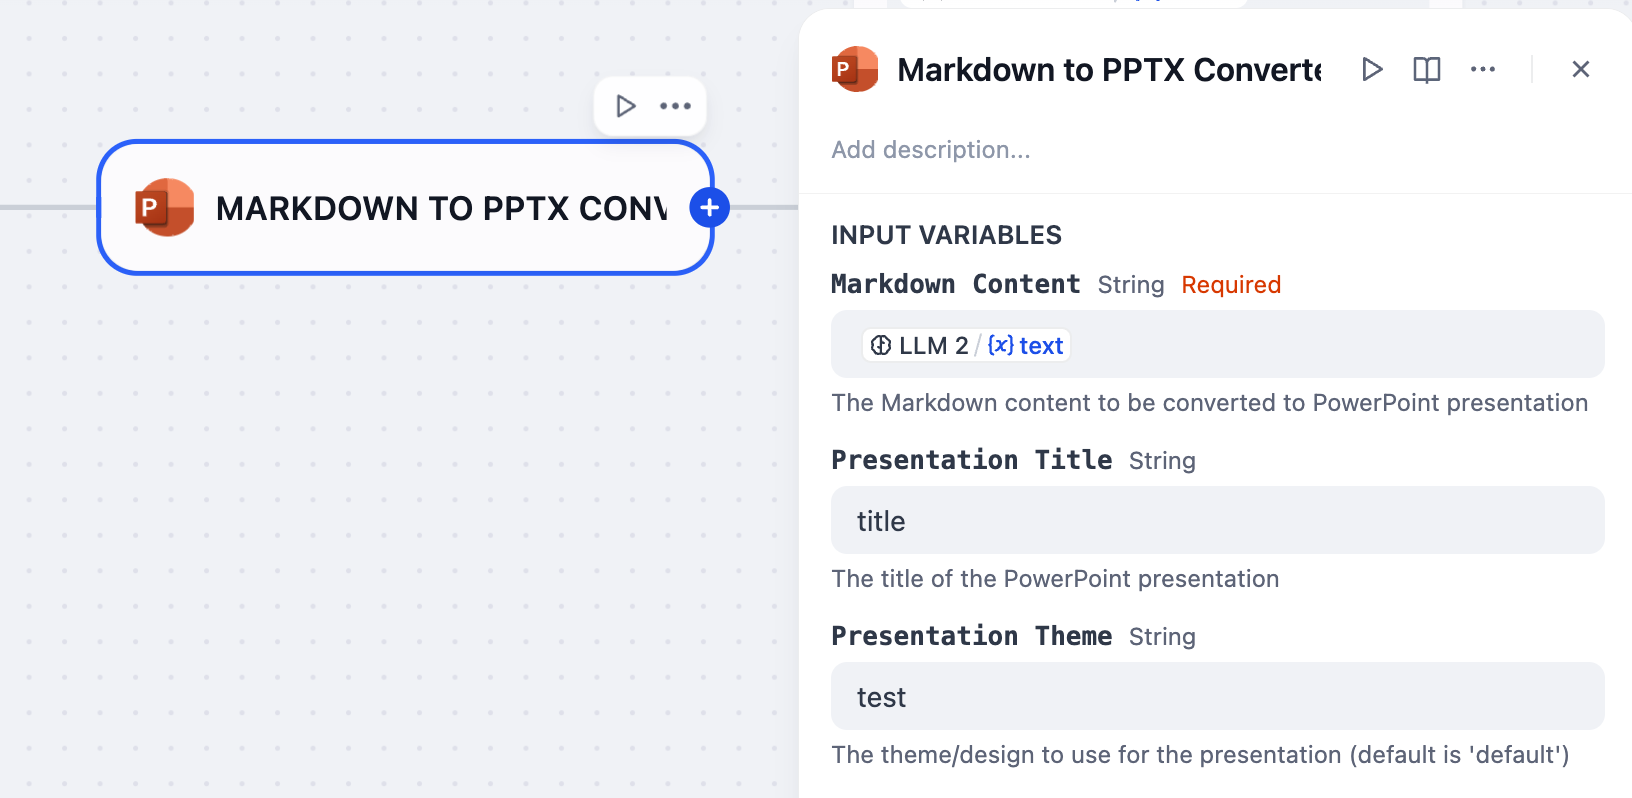 MARKDOWN TO PPTX CONV
Markdown to PPTX Converte
Add description...
INPUT VARIABLES
Markdown Content String Required
LLM 2 / {x} text
The Markdown content to be converted to PowerPoint presentation
Presentation Title String
title
The title of the PowerPoint presentation
Presentation Theme String
test
The theme/design to use for the presentation (default is 'default')